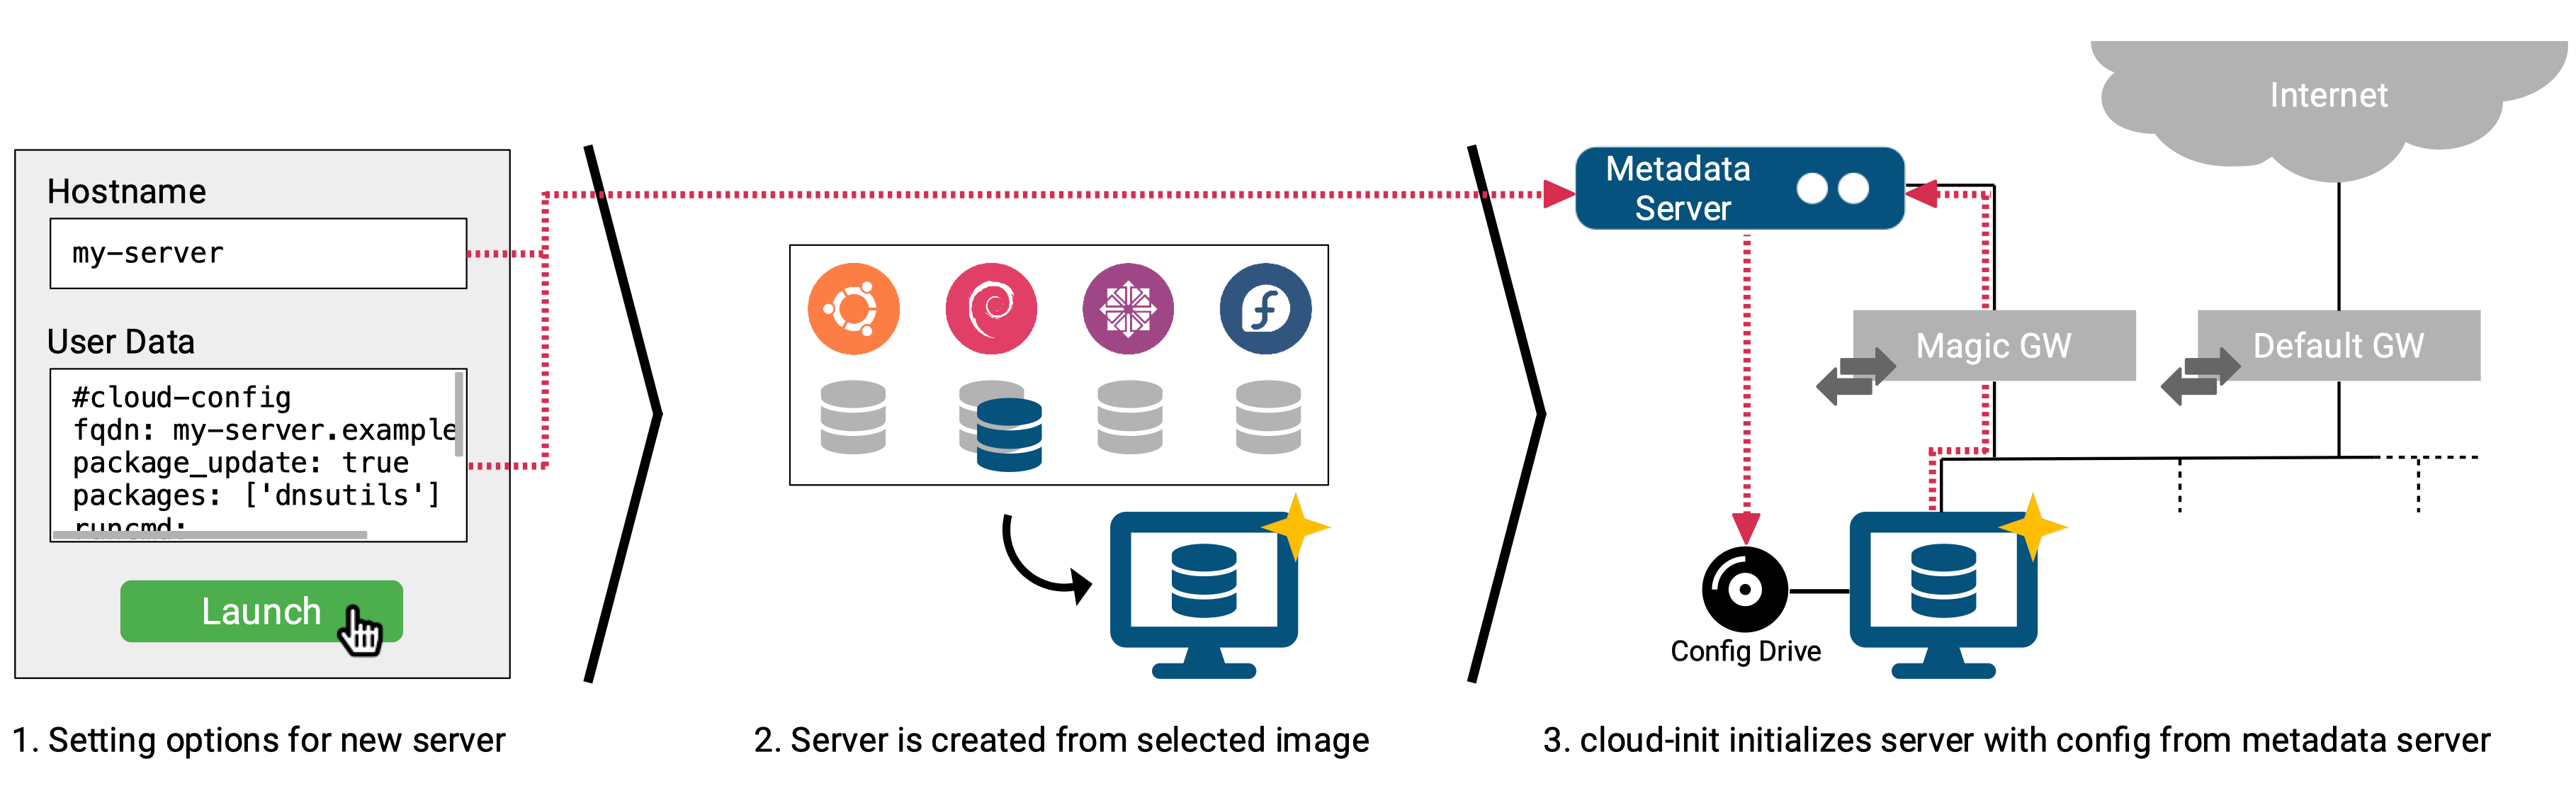 Hostname
my-server
User Data
#cloud-config
fqdn: my-server.example
package_update: true
packages: ['dnsutils']
runcmd:
Launch
1. Setting options for new server
2. Server is created from selected image
Metadata
Server
Internet
Magic GW
Default GW
Config Drive
3. cloud-init initializes server with config from metadata server